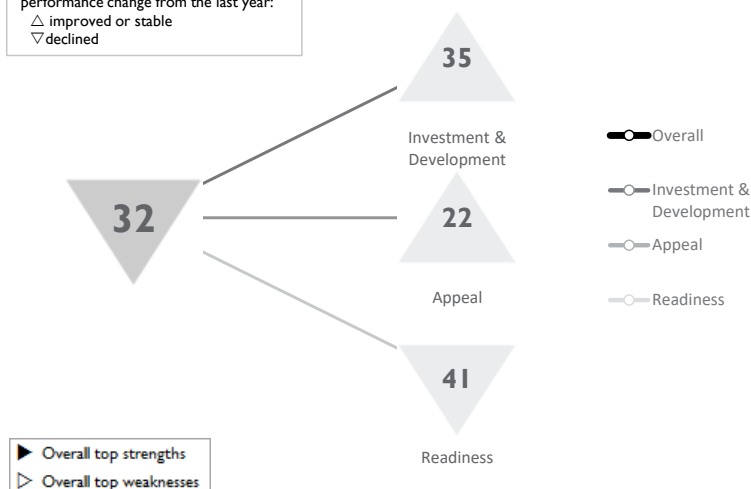 performance change from the last year:
△ improved or stable
▽ declined
35
Investment &
Development
32
22
Appeal
41
Readiness
Overall
Investment &
Development
Appeal
Readiness
▶ Overall top strengths
▷ Overall top weaknesses